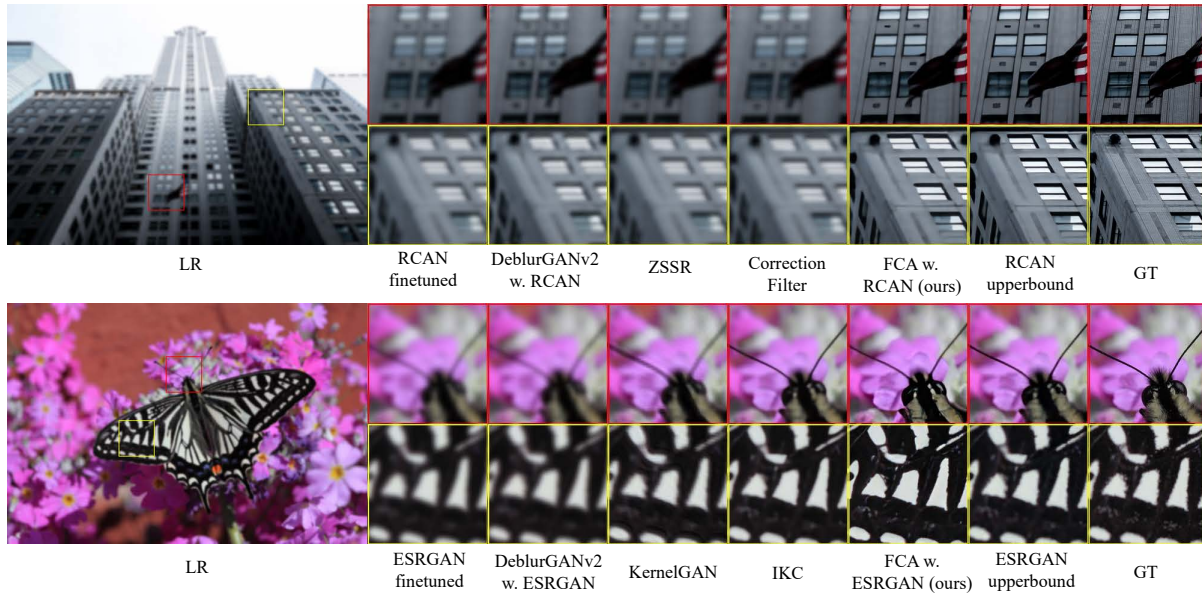 LR
RCAN
finetuned
DeblurGANv2
w. RCAN
ZSSR
Correction
Filter
FCA w.
RCAN (ours)
RCAN
upperbound
GT
LR
ESRGAN
finetuned
DeblurGANv2
w. ESRGAN
KernelGAN
IKC
FCA w.
ESRGAN (ours)
ESRGAN
upperbound
GT